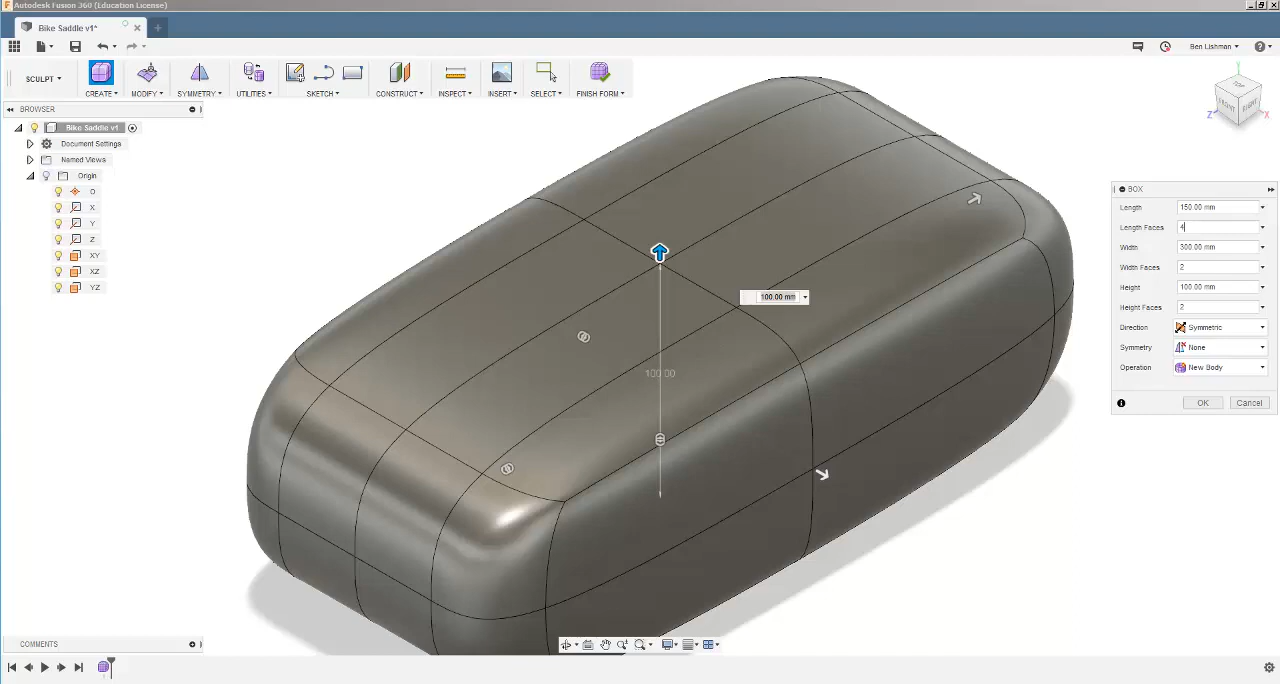 Autodesk Fusion 360 (Education License)
Bike Saddle v1*
Ben Lishman
SCULPT
CREATE
MODIFY
SYMMETRY
UTILITIES
SKETCH
CONSTRUCT
INSPECT
INSERT
SELECT
FINISH FORM
BROWSER
Bike Saddle v1
Document Settings
Named Views
Origin
O
X
Y
Z
XY
XZ
YZ
Y
TOP
FRONT
RIGHT
Z
X
100.00 mm
100.00
BOX
Length 150.00 mm
Length Faces 4
Width 300.00 mm
Width Faces 2
Height 100.00 mm
Height Faces 2
Direction Symmetric
Symmetry None
Operation New Body
OK Cancel
COMMENTS